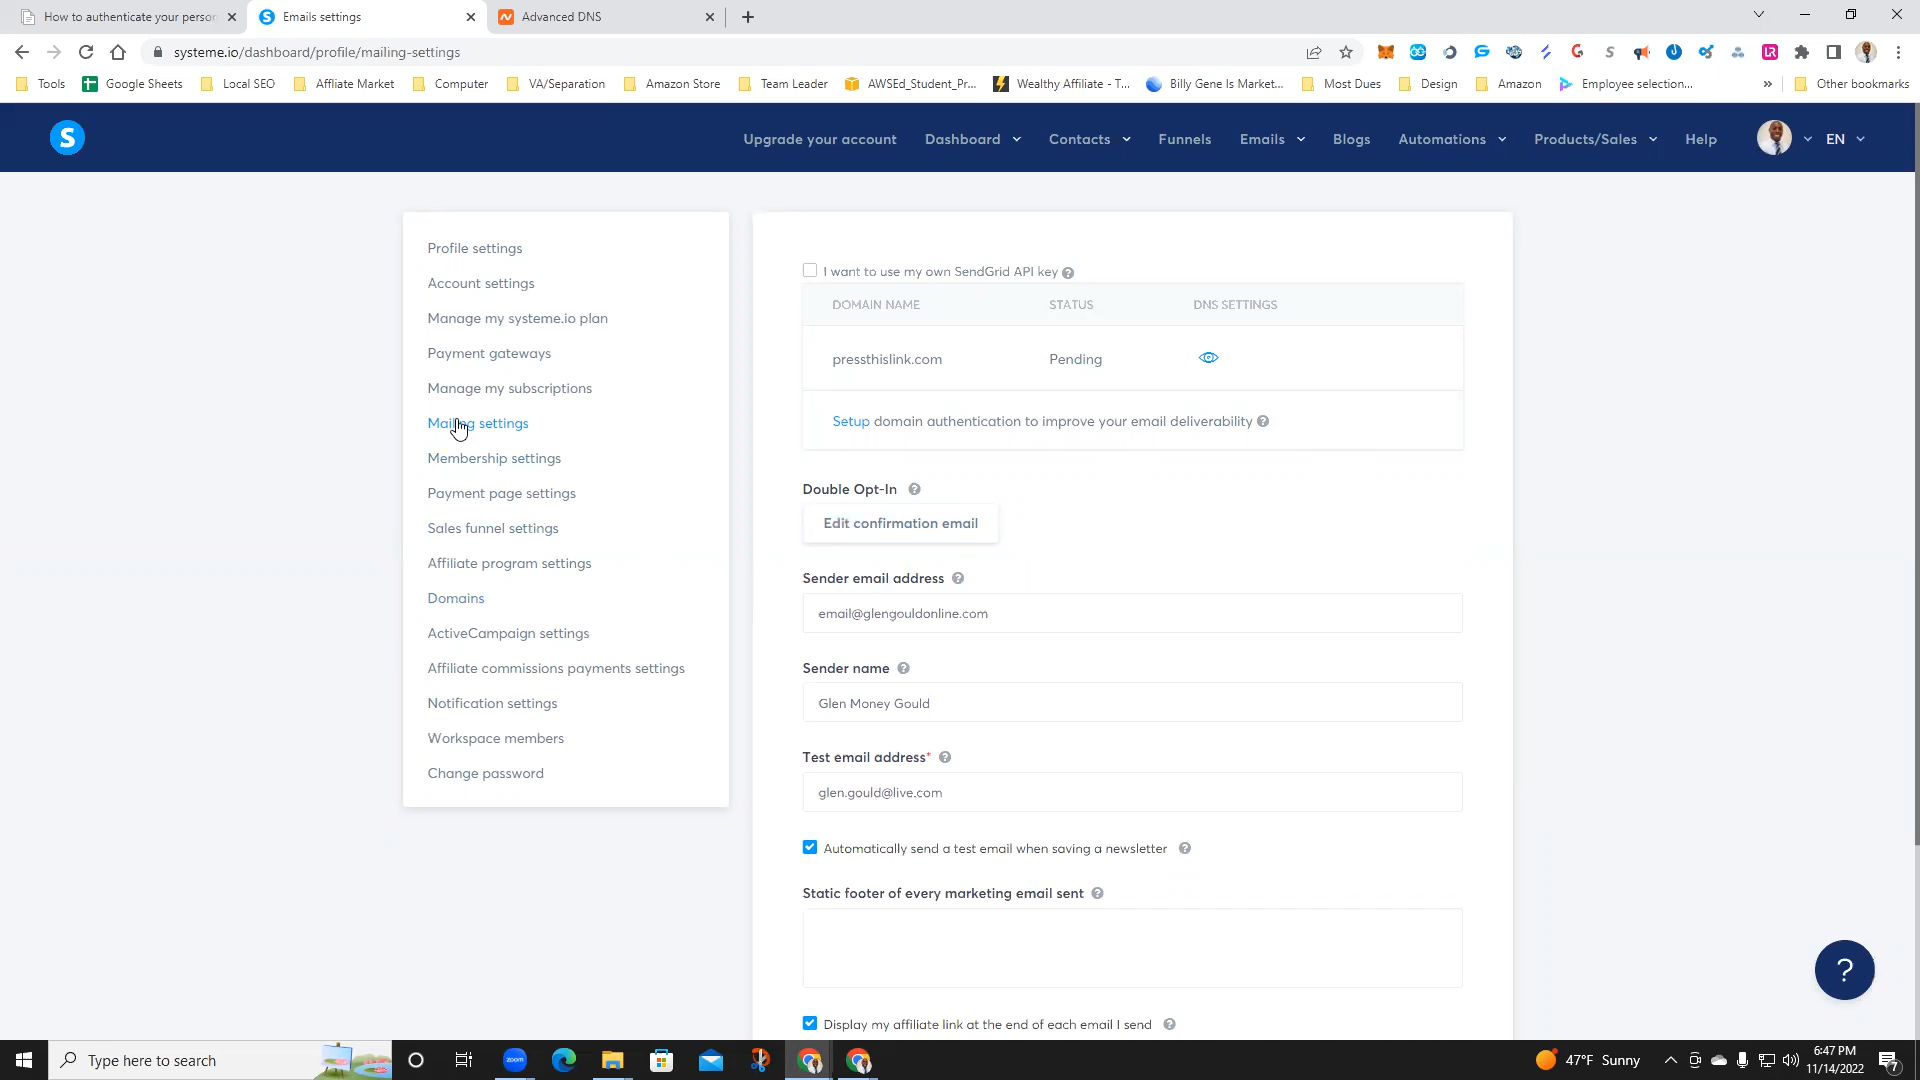 How to authenticate your person
Emails settings
Advanced DNS
systeme.io/dashboard/profile/mailing-settings
Tools
Google Sheets
Local SEO
Affliate Market
Computer
VA/Separation
Amazon Store
Team Leader
AWSEd_Student_Pr...
Wealthy Affiliate - T...
Billy Gene Is Market...
Most Dues
Design
Amazon
Employee selection...
»
Other bookmarks
S
Upgrade your account
Dashboard
Contacts
Funnels
Emails
Blogs
Automations
Products/Sales
Help
EN
Profile settings
Account settings
Manage my systeme.io plan
Payment gateways
Manage my subscriptions
Mailing settings
Membership settings
Payment page settings
Sales funnel settings
Affiliate program settings
Domains
ActiveCampaign settings
Affiliate commissions payments settings
Notification settings
Workspace members
Change password
I want to use my own SendGrid API key ?
DOMAIN NAME STATUS DNS SETTINGS
pressthislink.com Pending
Setup domain authentication to improve your email deliverability ?
Double Opt-In ?
Edit confirmation email
Sender email address ?
email@glengouldonline.com
Sender name ?
Glen Money Gould
Test email address* ?
glen.gould@live.com
Automatically send a test email when saving a newsletter ?
Static footer of every marketing email sent ?
Display my affiliate link at the end of each email I send ?
?
Type here to search
zoom
47°F Sunny
6:47 PM
11/14/2022
7